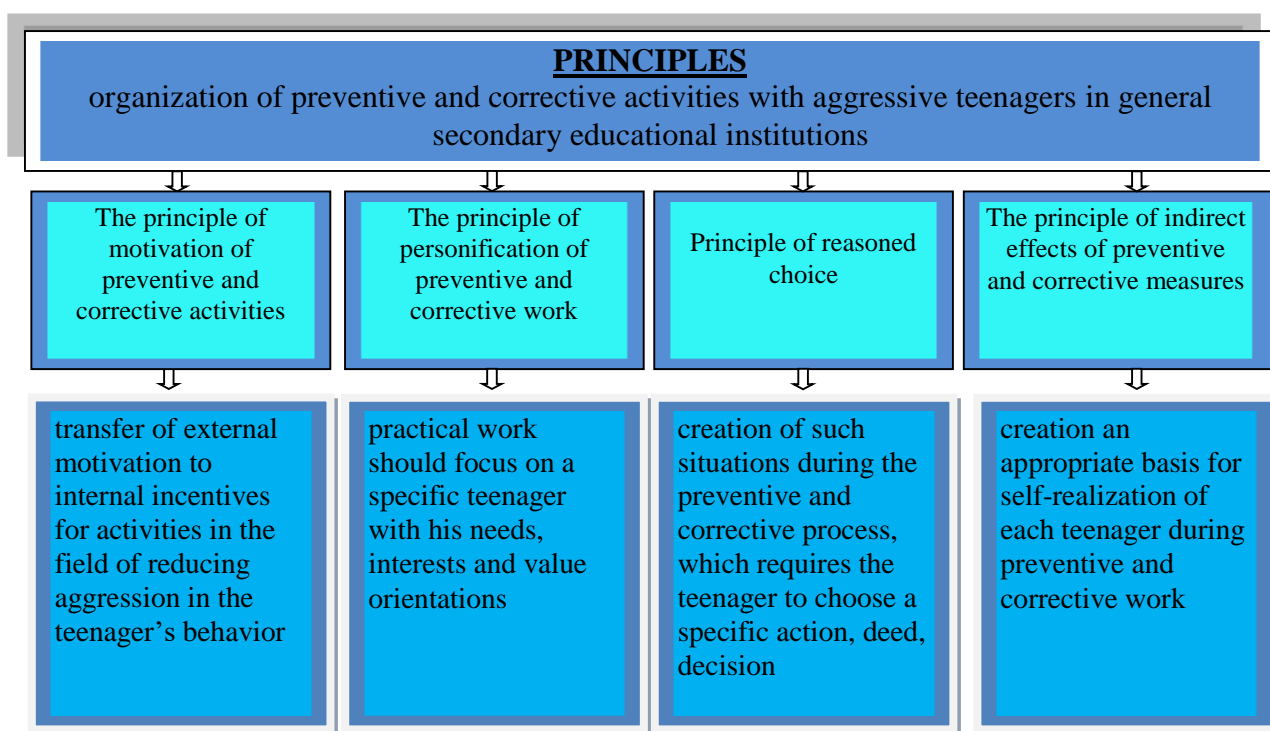 PRINCIPLES
organization of preventive and corrective activities with aggressive teenagers in general
secondary educational institutions
The principle of
motivation of
preventive and
corrective activities
The principle of
personification of
preventive and
corrective work
Principle of reasoned
choice
The principle of indirect
effects of preventive
and corrective measures
transfer of external
motivation to
internal incentives
for activities in the
field of reducing
aggression in the
teenager’s behavior
practical work
should focus on a
specific teenager
with his needs,
interests and value
orientations
creation of such
situations during the
preventive and
corrective process,
which requires the
teenager to choose a
specific action, deed,
decision
creation an
appropriate basis for
self-realization of
each teenager during
preventive and
corrective work